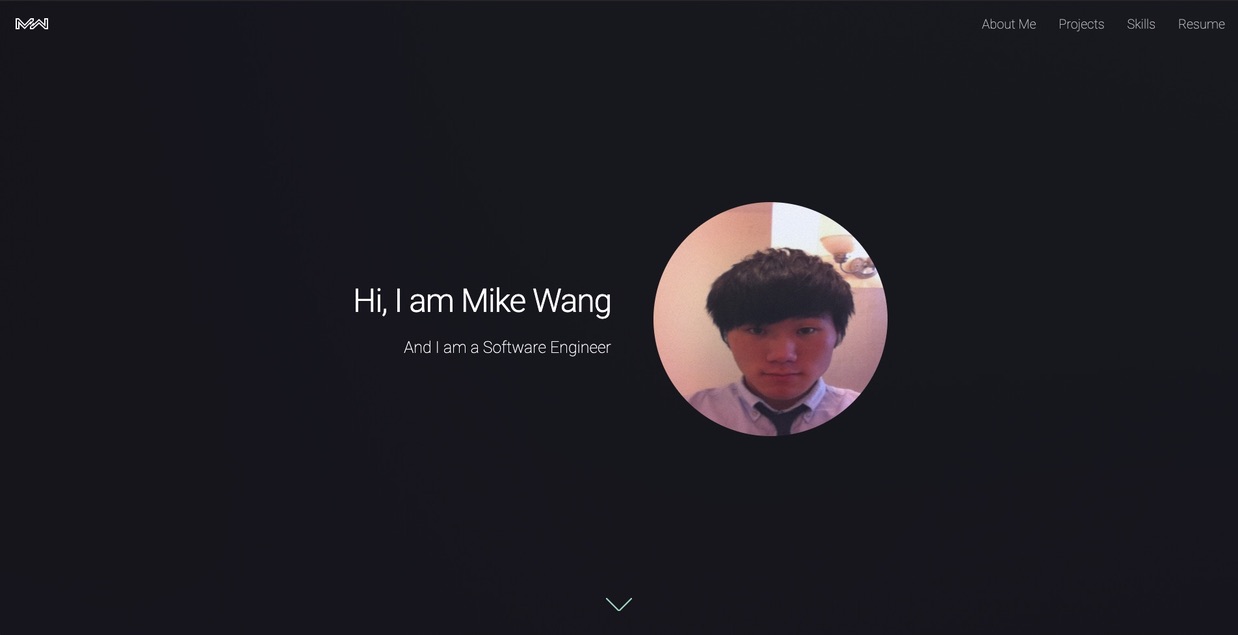 MW
About Me Projects Skills Resume
Hi, I am Mike Wang
And I am a Software Engineer